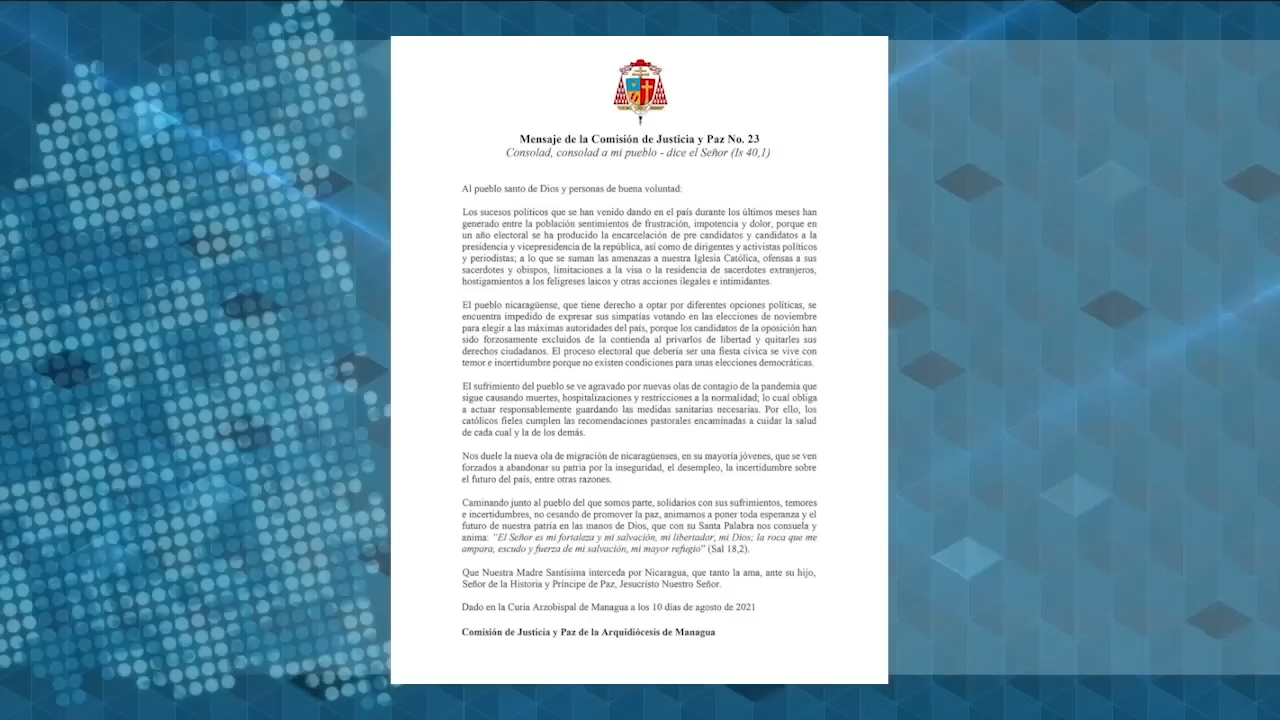 Mensaje de la Comisión de Justicia y Paz No. 23
Consolad, consolad a mi pueblo - dice el Señor (Is 40,1)
Al pueblo santo de Dios y personas de buena voluntad:
Los sucesos políticos que se han venido dando en el país durante los últimos meses han
generado entre la población sentimientos de frustración, impotencia y dolor, porque en
un año electoral se ha producido la encarcelación de pre candidatos y candidatos a la
presidencia y vicepresidencia de la república, así como de dirigentes y activistas políticos
y periodistas; a lo que se suman las amenazas a nuestra Iglesia Católica, ofensas a sus
sacerdotes y obispos, limitaciones a la visa o la residencia de sacerdotes extranjeros,
hostigamientos a los feligreses laicos y otras acciones ilegales e intimidantes.
El pueblo nicaragüense, que tiene derecho a optar por diferentes opciones políticas, se
encuentra impedido de expresar sus simpatías votando en las elecciones de noviembre
para elegir a las máximas autoridades del país, porque los candidatos de la oposición han
sido forzosamente excluidos de la contienda al privarlos de libertad y quitarles sus
derechos ciudadanos. El proceso electoral que debería ser una fiesta cívica se vive con
temor e incertidumbre porque no existen condiciones para unas elecciones democráticas.
El sufrimiento del pueblo se ve agravado por nuevas olas de contagio de la pandemia que
sigue causando muertes, hospitalizaciones y restricciones a la normalidad; lo cual obliga
a actuar responsablemente guardando las medidas sanitarias necesarias. Por ello, los
católicos fieles cumplen las recomendaciones pastorales encaminadas a cuidar la salud
de cada cual y la de los demás.
Nos duele la nueva ola de migración de nicaragüenses, en su mayoría jóvenes, que se ven
forzados a abandonar su patria por la inseguridad, el desempleo, la incertidumbre sobre
el futuro del país, entre otras razones.
Caminando junto al pueblo del que somos parte, solidarios con sus sufrimientos, temores
e incertidumbres, no cesando de promover la paz, animamos a poner toda esperanza y el
futuro de nuestra patria en las manos de Dios, que con su Santa Palabra nos consuela y
anima: “El Señor es mi fortaleza y mi salvación, mi libertador, mi Dios; la roca que me
ampara, escudo y fuerza de mi salvación, mi mayor refugio” (Sal 18,2).
Que Nuestra Madre Santísima interceda por Nicaragua, que tanto la ama, ante su hijo,
Señor de la Historia y Príncipe de Paz, Jesucristo Nuestro Señor.
Dado en la Curia Arzobispal de Managua a los 10 días de agosto de 2021
Comisión de Justicia y Paz de la Arquidiócesis de Managua